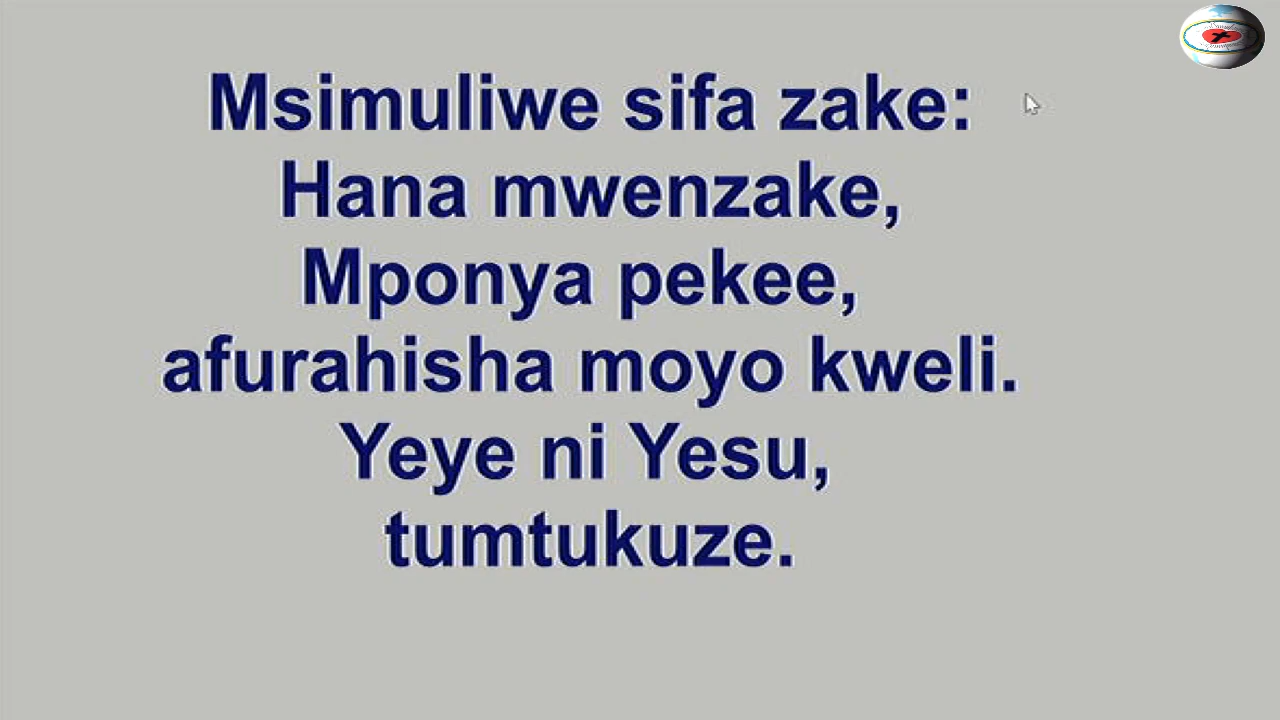 Msimuliwe sifa zake:
Hana mwenzake,
Mponya pekee,
afurahisha moyo kweli.
Yeye ni Yesu,
tumtukuze.